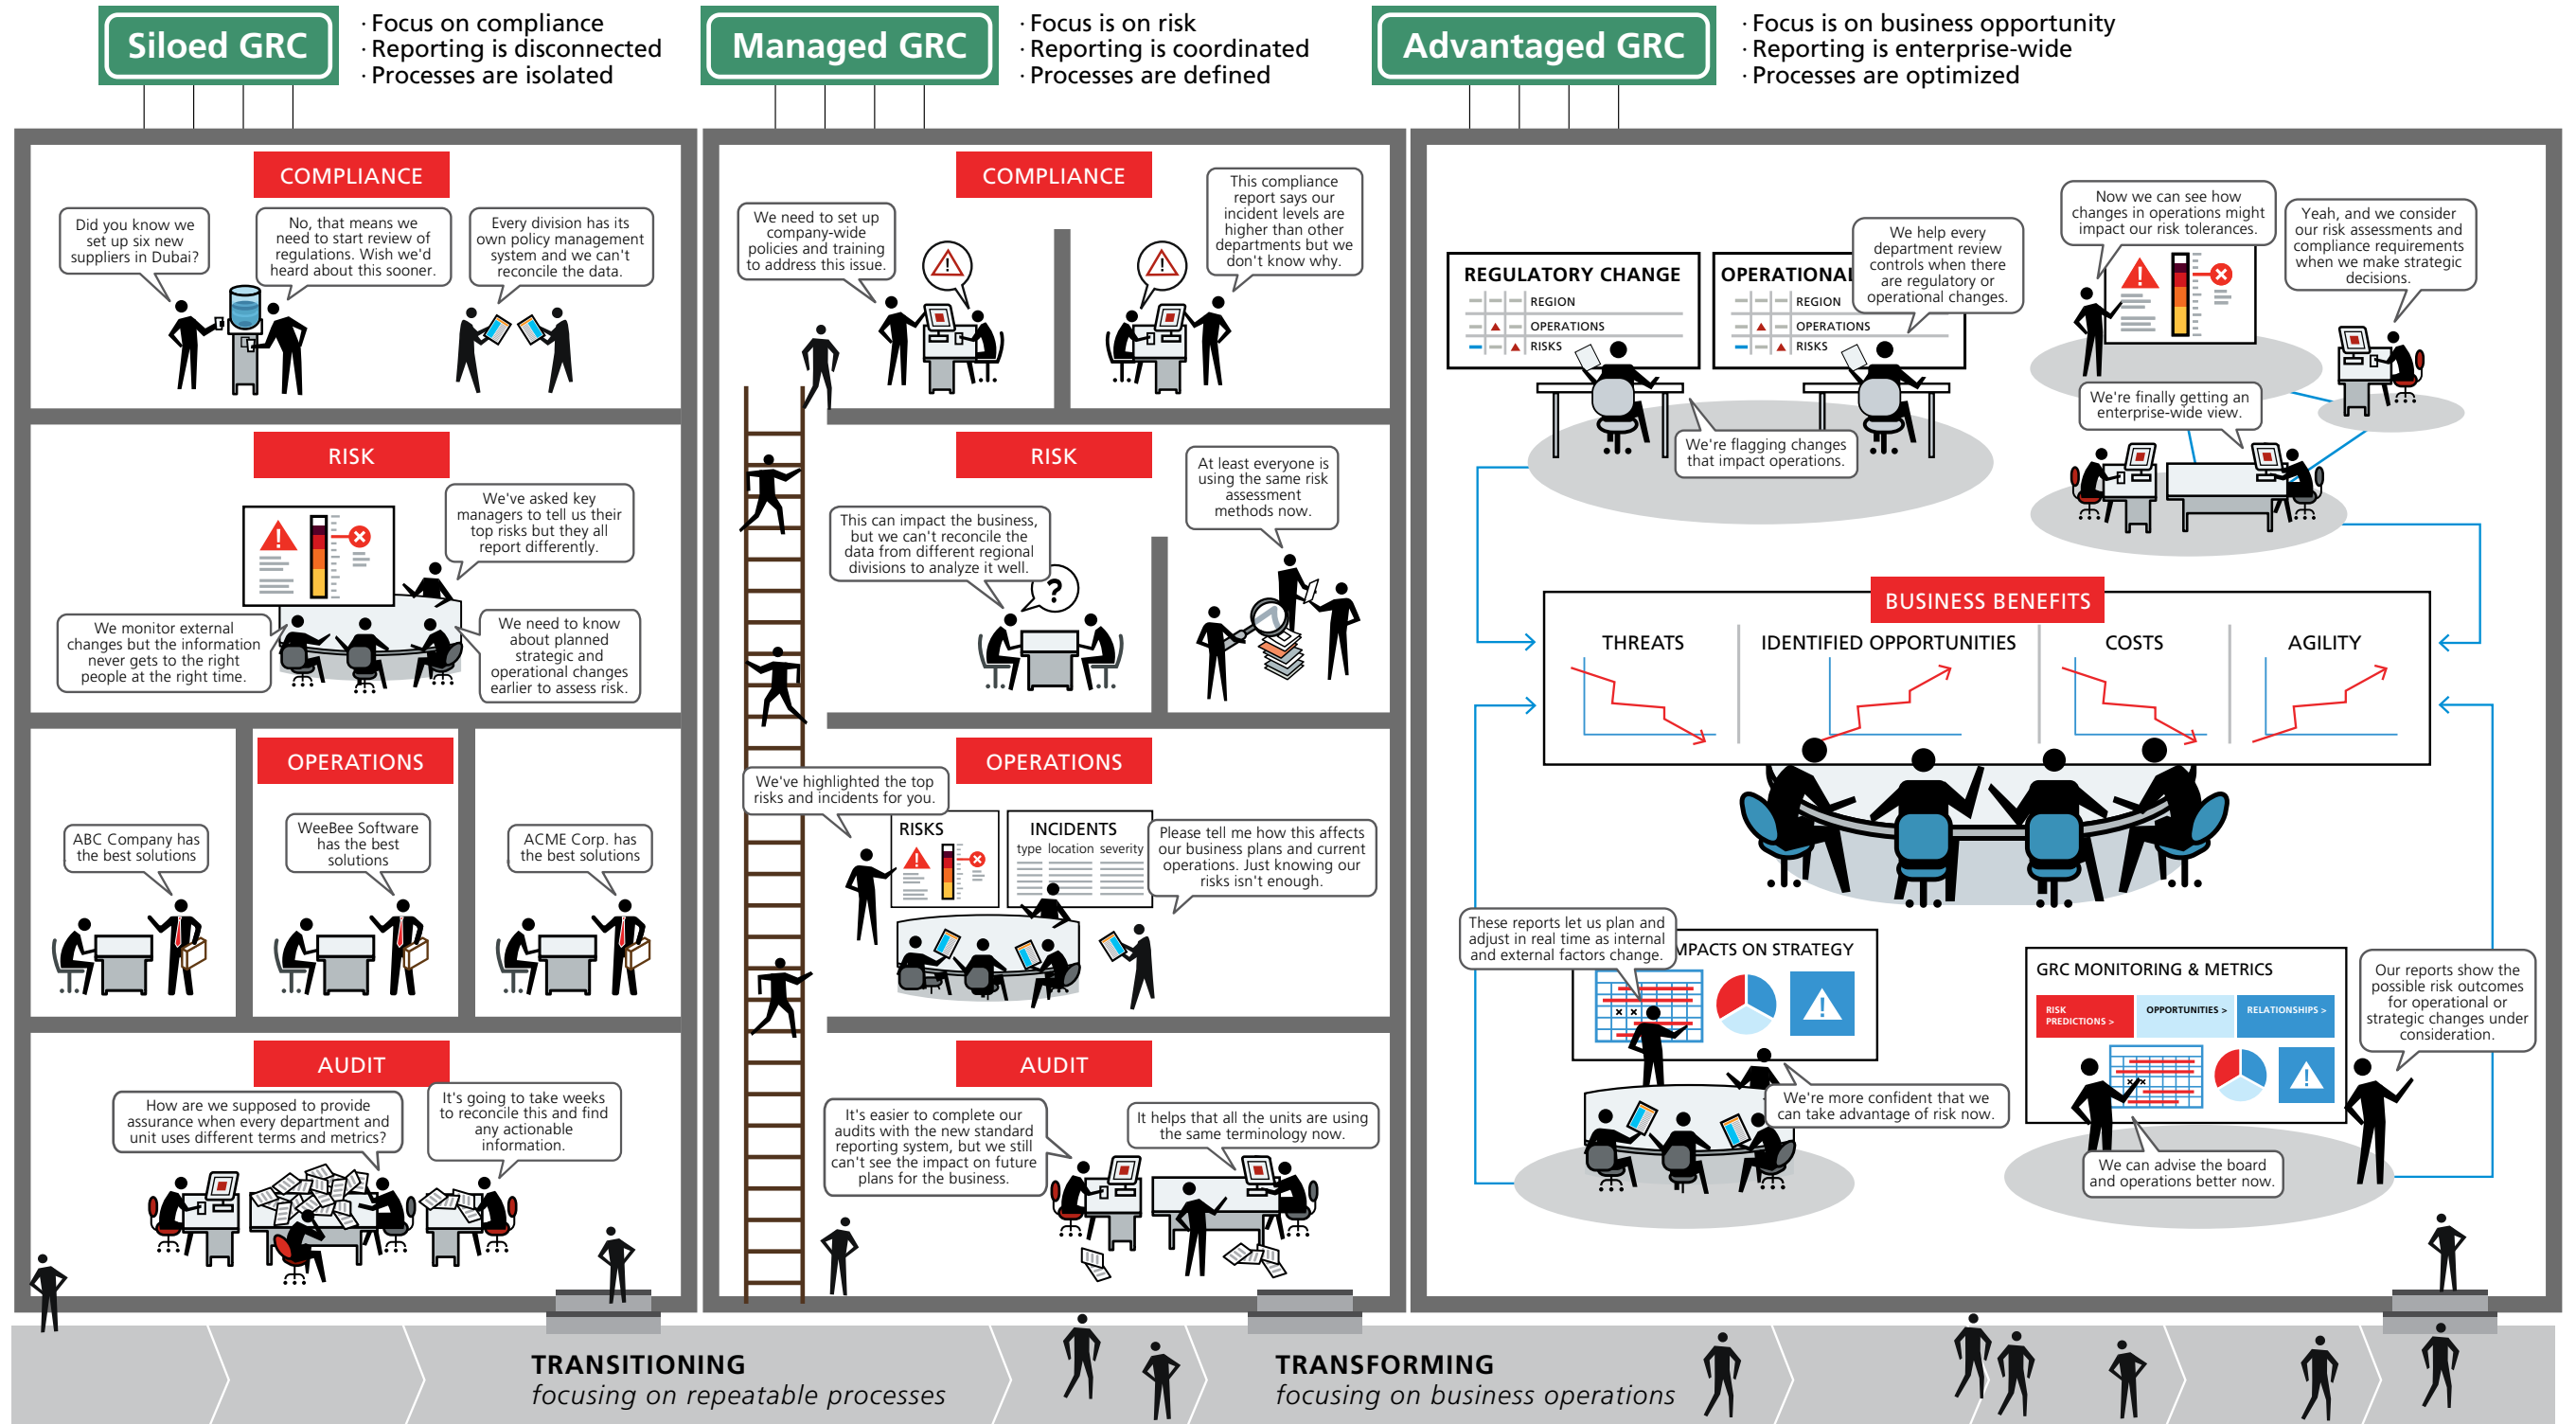 Siloed GRC
· Focus on compliance
· Reporting is disconnected
· Processes are isolated
Managed GRC
· Focus is on risk
· Reporting is coordinated
· Processes are defined
Advantaged GRC
· Focus is on business opportunity
· Reporting is enterprise-wide
· Processes are optimized
COMPLIANCE
Did you know we
set up six new
suppliers in Dubai?
No, that means we
need to start review of
regulations. Wish we'd
heard about this sooner.
Every division has its
own policy management
system and we can't
reconcile the data.
RISK
We've asked key
managers to tell us their
top risks but they all
report differently.
We monitor external
changes but the information
never gets to the right
people at the right time.
We need to know
about planned
strategic and
operational changes
earlier to assess risk.
OPERATIONS
ABC Company has
the best solutions
WeeBee Software
has the best
solutions
ACME Corp. has
the best solutions
AUDIT
How are we supposed to provide
assurance when every department and
unit uses different terms and metrics?
It's going to take weeks
to reconcile this and find
any actionable
information.
COMPLIANCE
We need to set up
company-wide
policies and training
to address this issue.
This compliance
report says our
incident levels are
higher than other
departments but we
don't know why.
RISK
This can impact the business,
but we can't reconcile the
data from different regional
divisions to analyze it well.
?
At least everyone is
using the same risk
assessment
methods now.
OPERATIONS
We've highlighted the top
risks and incidents for you.
RISKS
INCIDENTS
type location severity
Please tell me how this affects
our business plans and current
operations. Just knowing our
risks isn't enough.
AUDIT
It's easier to complete our
audits with the new standard
reporting system, but we still
can't see the impact on future
plans for the business.
It helps that all the units are using
the same terminology now.
REGULATORY CHANGE
REGION
OPERATIONS
RISKS
OPERATIONAL
REGION
OPERATIONS
RISKS
We help every
department review
controls when there
are regulatory or
operational changes.
We're flagging changes
that impact operations.
Now we can see how
changes in operations might
impact our risk tolerances.
Yeah, and we consider
our risk assessments and
compliance requirements
when we make strategic
decisions.
We're finally getting an
enterprise-wide view.
BUSINESS BENEFITS
THREATS
IDENTIFIED OPPORTUNITIES
COSTS
AGILITY
These reports let us plan and
adjust in real time as internal
and external factors change.
MPACTS ON STRATEGY
We're more confident that we
can take advantage of risk now.
GRC MONITORING & METRICS
RISK
PREDICTIONS >
OPPORTUNITIES >
RELATIONSHIPS >
Our reports show the
possible risk outcomes
for operational or
strategic changes under
consideration.
We can advise the board
and operations better now.
TRANSITIONING
focusing on repeatable processes
TRANSFORMING
focusing on business operations